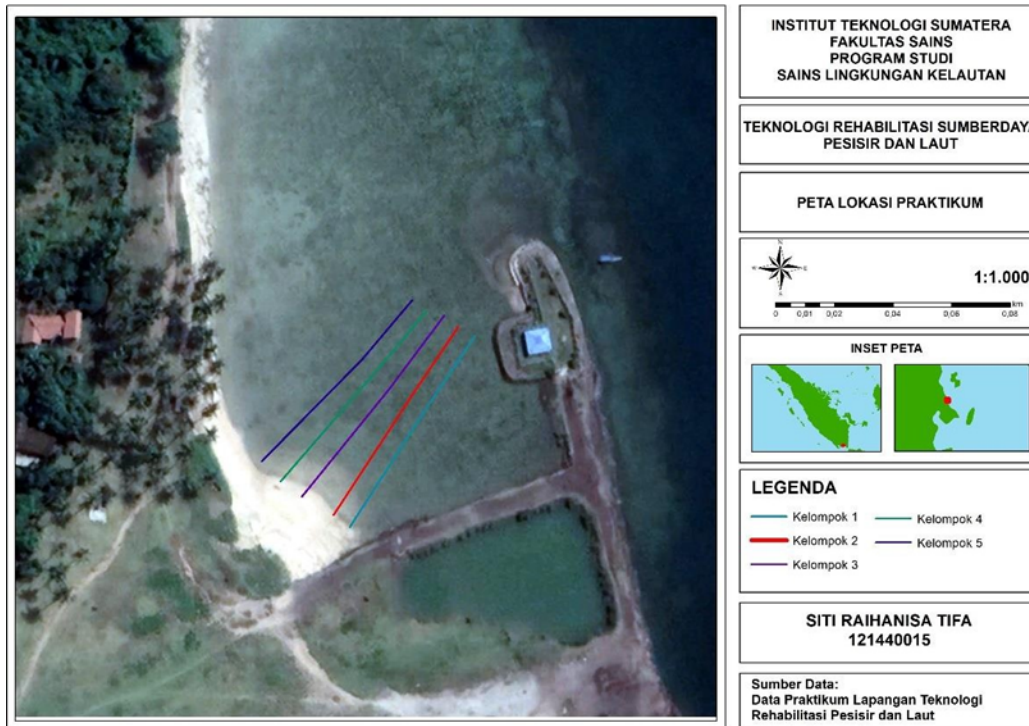 INSTITUT TEKNOLOGI SUMATERA
FAKULTAS SAINS
PROGRAM STUDI
SAINS LINGKUNGAN KELAUTAN
TEKNOLOGI REHABILITASI SUMBERDAYA
PESISIR DAN LAUT
PETA LOKASI PRAKTIKUM
N
1:1.000
km
0 0,01 0,02 0,04 0,06 0,08
INSET PETA
LEGENDA
Kelompok 1 Kelompok 4
Kelompok 2 Kelompok 5
Kelompok 3
SITI RAIHANISA TIFA
121440015
Sumber Data:
Data Praktikum Lapangan Teknologi
Rehabilitasi Pesisir dan Laut